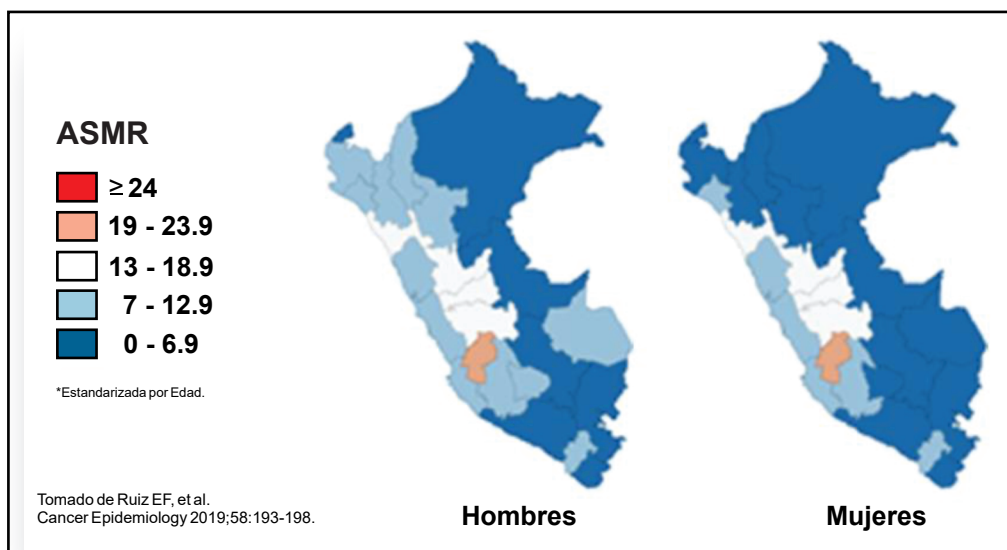 ASMR
≥ 24
19 - 23.9
13 - 18.9
7 - 12.9
0 - 6.9
*Estandarizada por Edad.
Tomado de Ruiz EF, et al.
Cancer Epidemiology 2019;58:193-198.
Hombres
Mujeres